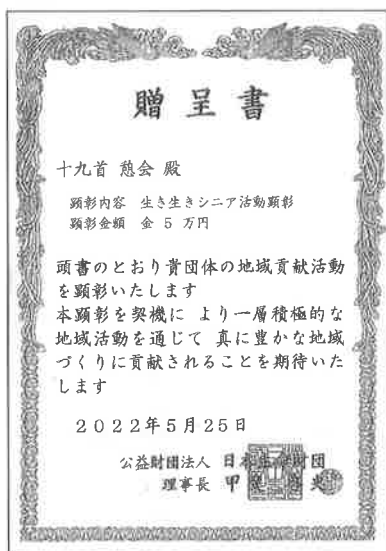 贈呈書
十九首 憩会 殿
顕彰内容 生き生きシニア活動顕彰
顕彰金額 金 5 万円
頭書のとおり貴団体の地域貢献活動
を顕彰いたします
本顕彰を契機に より一層積極的な
地域活動を通じて 真に豊かな地域
づくりに貢献されることを期待いた
します
2022年5月25日
公益財団法人 日本生命財団
理事長 甲